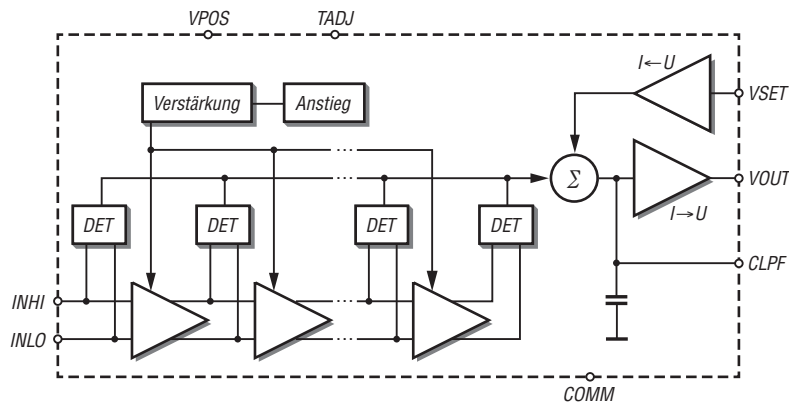 VPOS
TADJ
Verstärkung
Anstieg
I←U
VSET
Σ
VOUT
I→U
DET
DET
DET
DET
CLPF
INHI
INLO
COMM